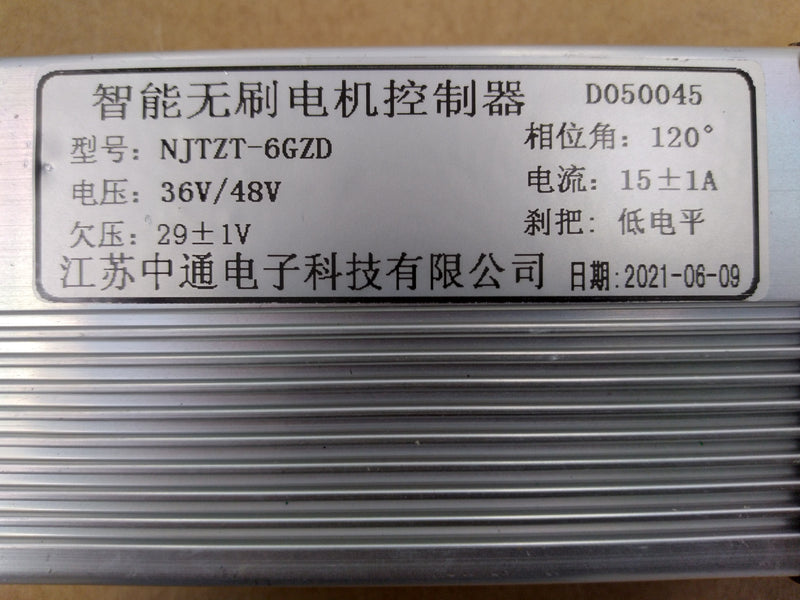 智能无刷电机控制器 D050045
型号：NJTZT-6GZD 相位角：120°
电压：36V/48V 电流：15±1A
欠压：29±1V 刹把：低电平
江苏中通电子科技有限公司 日期:2021-06-09